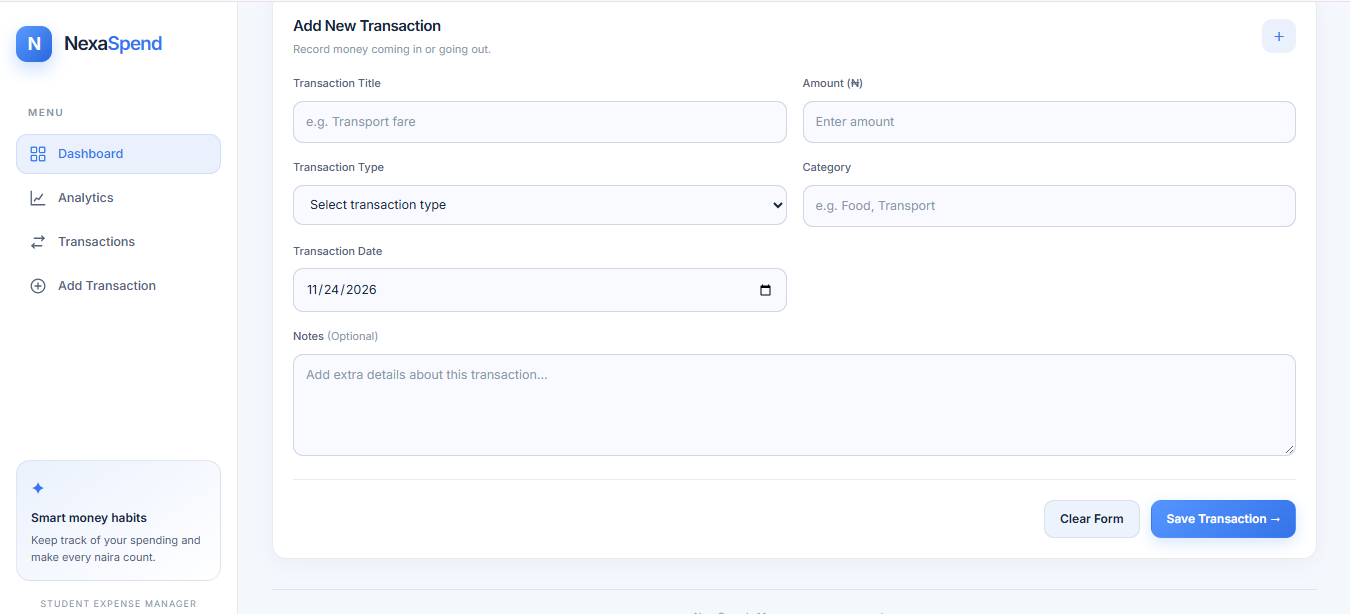 N
NexaSpend
MENU
Dashboard
Analytics
Transactions
Add Transaction
✦
Smart money habits
Keep track of your spending and
make every naira count.
STUDENT EXPENSE MANAGER
Add New Transaction
Record money coming in or going out.
+
Transaction Title
Amount (₦)
e.g. Transport fare
Enter amount
Transaction Type
Category
Select transaction type
e.g. Food, Transport
Transaction Date
11/24/2026
Notes (Optional)
Add extra details about this transaction...
Clear Form
Save Transaction →